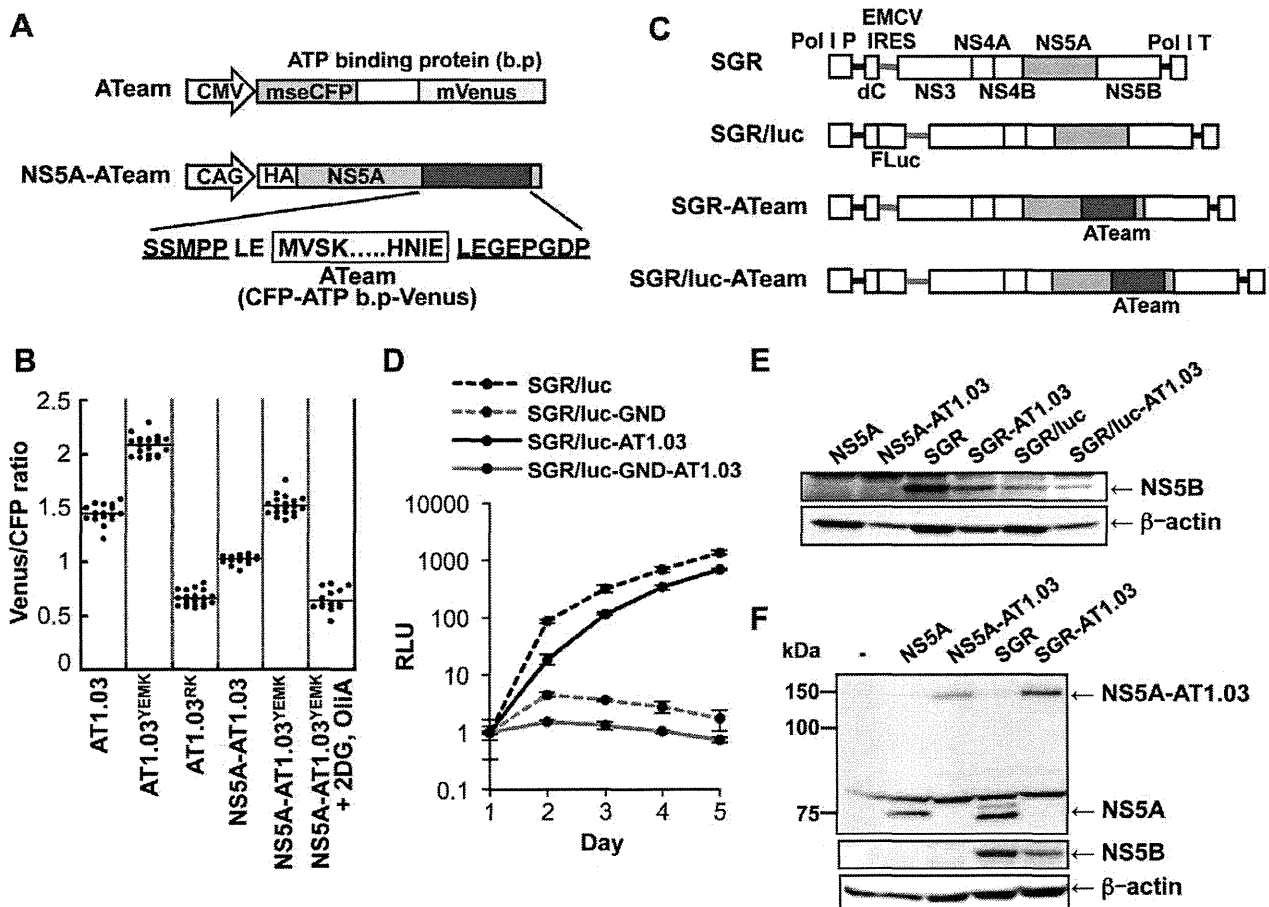 A
ATP binding protein (b.p)
ATeam
CMV
mseCFP
mVenus
NS5A-ATeam
CAG
HA
NS5A
SSMPP LE MVSK.....HNIE LEGEPGDP
ATeam
(CFP-ATP b.p-Venus)
C
EMCV
Pol I P IRES NS4A NS5A Pol I T
SGR
dC NS3 NS4B NS5B
SGR/luc
FLuc
SGR-ATeam
ATeam
SGR/luc-ATeam
ATeam
B
Venus/CFP ratio
2.5
2
1.5
1
0.5
0
AT1.03
AT1.03YEMK
AT1.03RK
NS5A-AT1.03
NS5A-AT1.03YEMK
NS5A-AT1.03YEMK
+ 2DG, OliA
D
SGR/luc
SGR/luc-GND
SGR/luc-AT1.03
SGR/luc-GND-AT1.03
RLU
10000
1000
100
10
1
0.1
1 2 3 4 5
Day
E
NS5A
NS5A-AT1.03
SGR
SGR-AT1.03
SGR/luc
SGR/luc-AT1.03
← NS5B
← β-actin
F
kDa
-
NS5A
NS5A-AT1.03
SGR
SGR-AT1.03
150
100
75
← NS5A-AT1.03
← NS5A
← NS5B
← β-actin